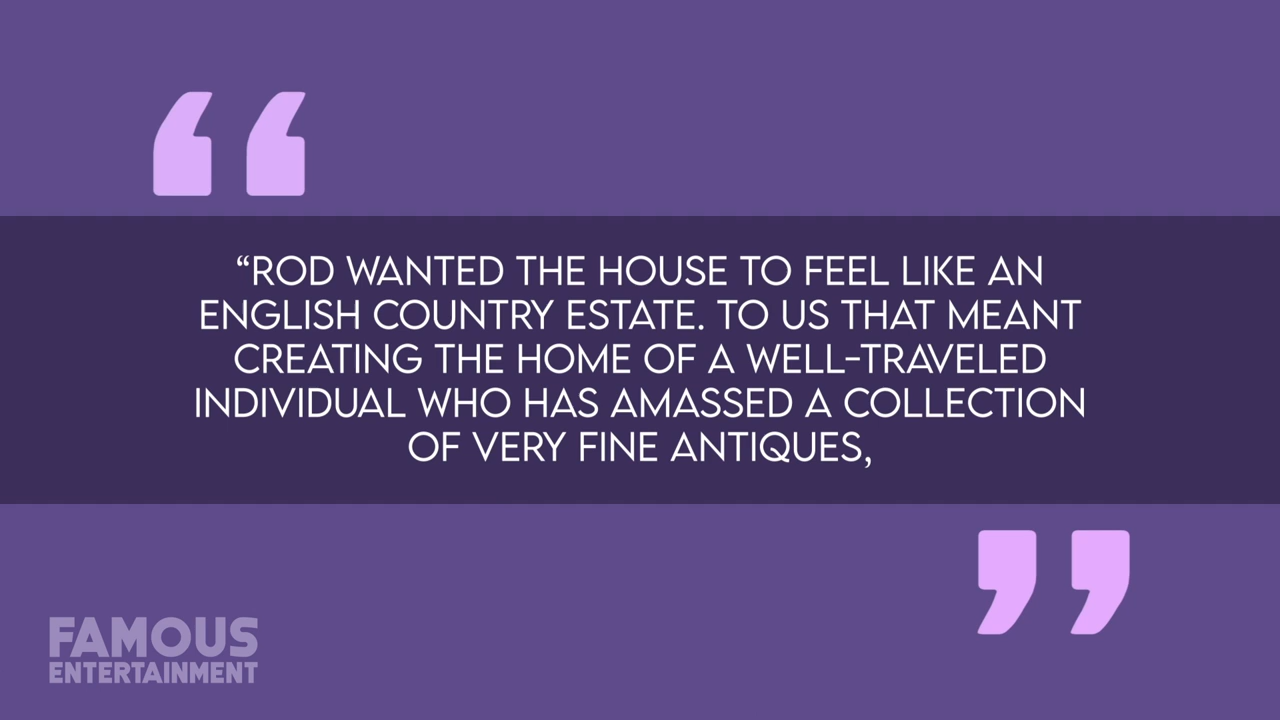 “ROD WANTED THE HOUSE TO FEEL LIKE AN
ENGLISH COUNTRY ESTATE. TO US THAT MEANT
CREATING THE HOME OF A WELL-TRAVELED
INDIVIDUAL WHO HAS AMASSED A COLLECTION
OF VERY FINE ANTIQUES,
FAMOUS
ENTERTAINMENT